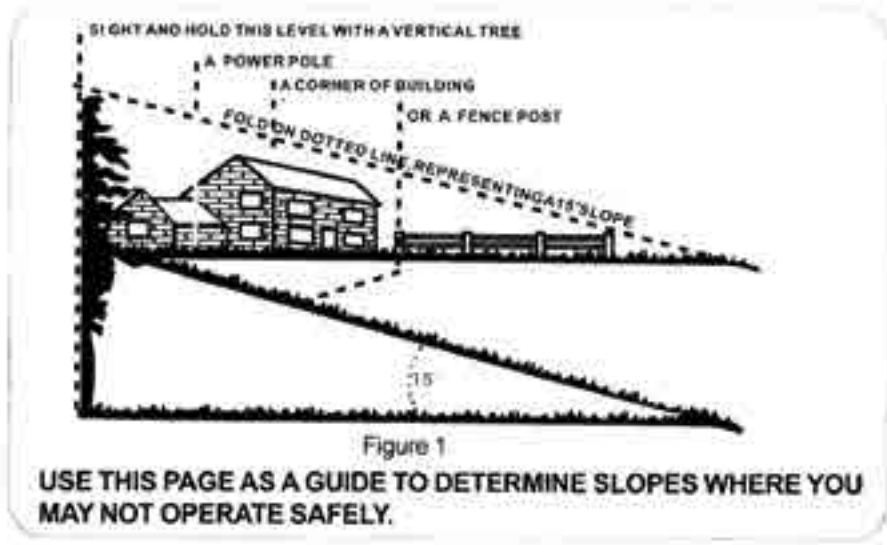 SIGHT AND HOLD THIS LEVEL WITH A VERTICAL TREE
A POWER POLE
A CORNER OF BUILDING
OR A FENCE POST
FOLD ON DOTTED LINE, REPRESENTING A 15° SLOPE
15
Figure 1
USE THIS PAGE AS A GUIDE TO DETERMINE SLOPES WHERE YOU
MAY NOT OPERATE SAFELY.